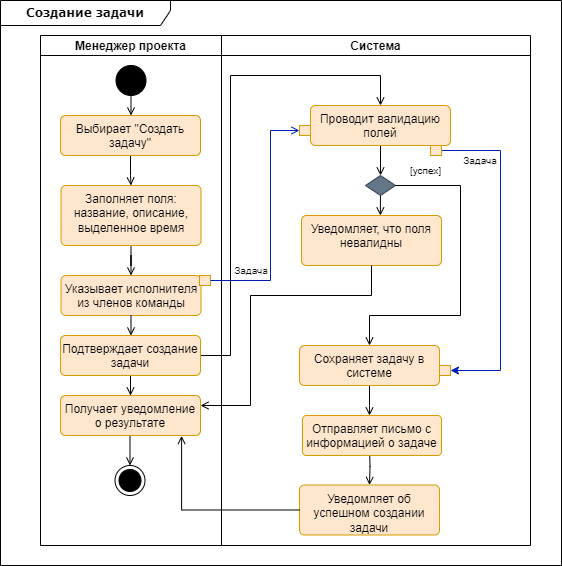 Создание задачи
Менеджер проекта
Система
Выбирает "Создать
задачу"
Заполняет поля:
название, описание,
выделенное время
Указывает исполнителя
из членов команды
Задача
Подтверждает создание
задачи
Получает уведомление
о результате
Проводит валидацию
полей
Задача
[успех]
Уведомляет, что поля
невалидны
Сохраняет задачу в
системе
Отправляет письмо с
информацией о задаче
Уведомляет об
успешном создании
задачи